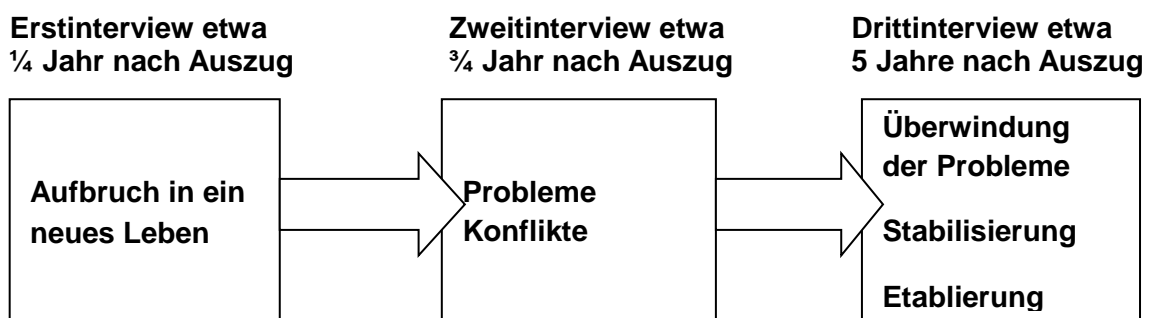 Erstinterview etwa
¼ Jahr nach Auszug
Zweitinterview etwa
¾ Jahr nach Auszug
Drittinterview etwa
5 Jahre nach Auszug
Aufbruch in ein
neues Leben
Probleme
Konflikte
Überwindung
der Probleme
Stabilisierung
Etablierung